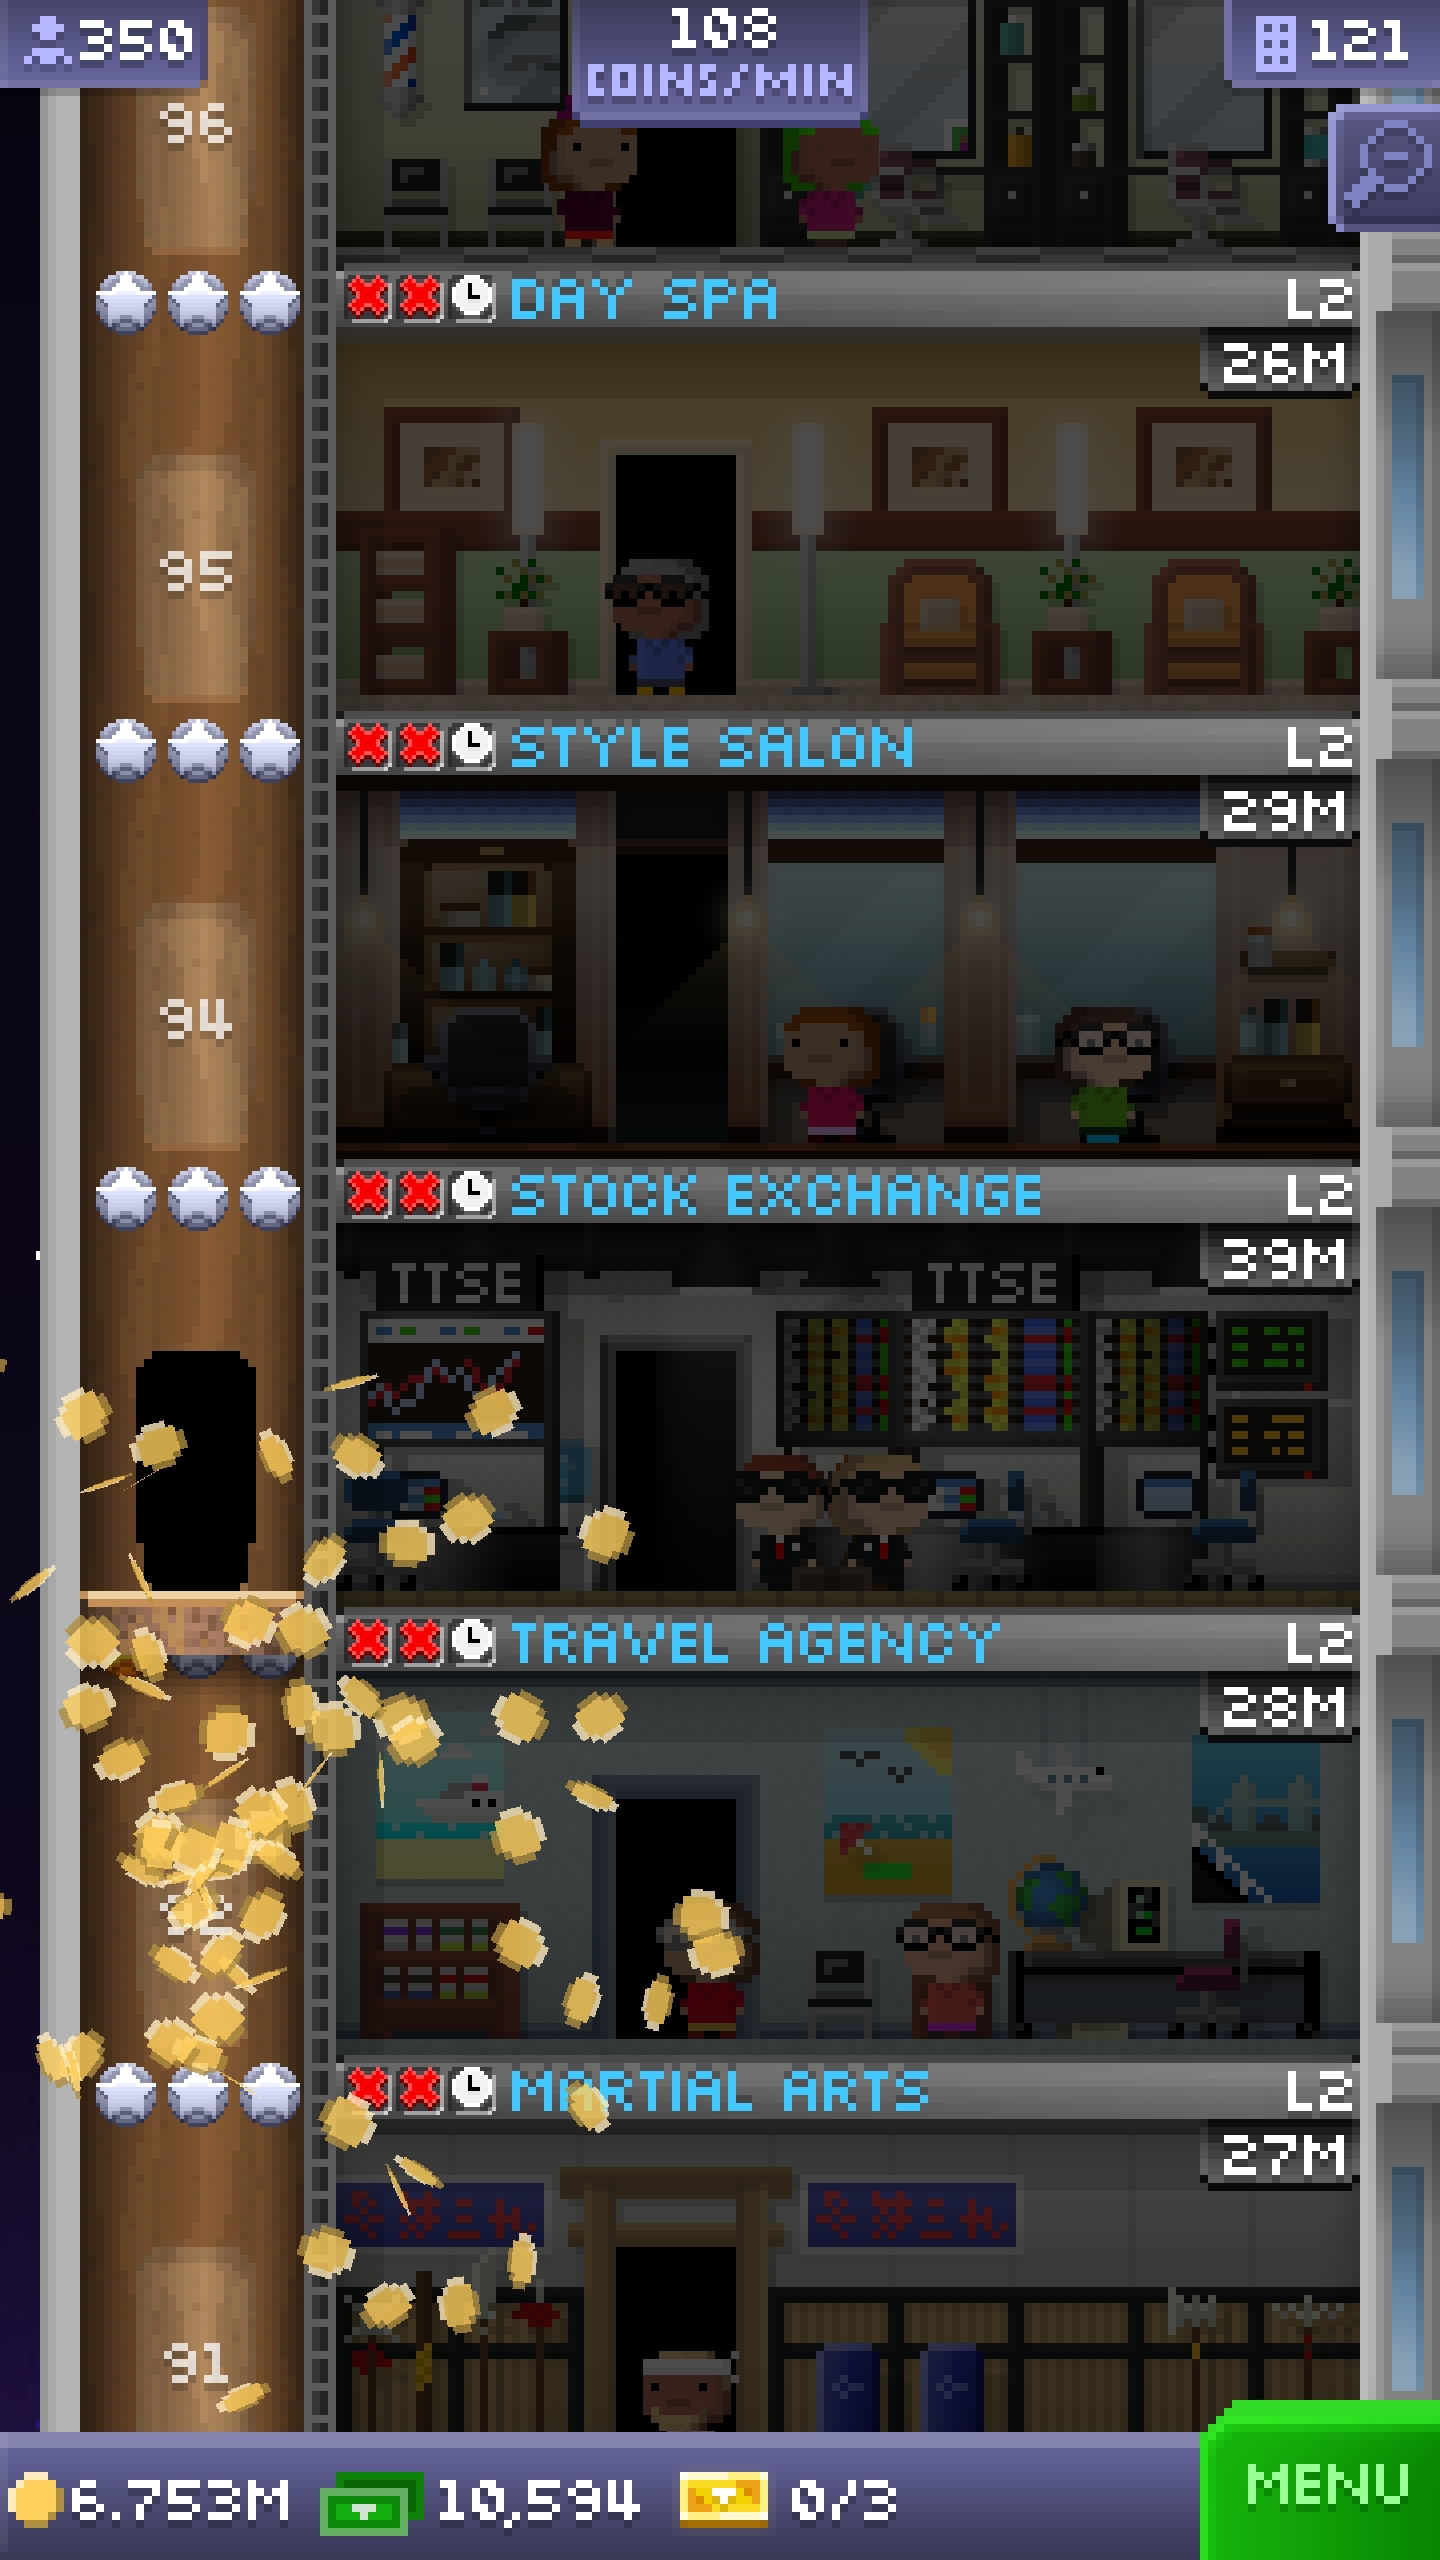 350
108
COINS/MIN
121
96
DAY SPA L2
26M
95
STYLE SALON L2
29M
94
STOCK EXCHANGE L2
39M
TTSE TTSE
TRAVEL AGENCY L2
28M
MARTIAL ARTS L2
27M
91
6.753M 10,594 0/3
MENU